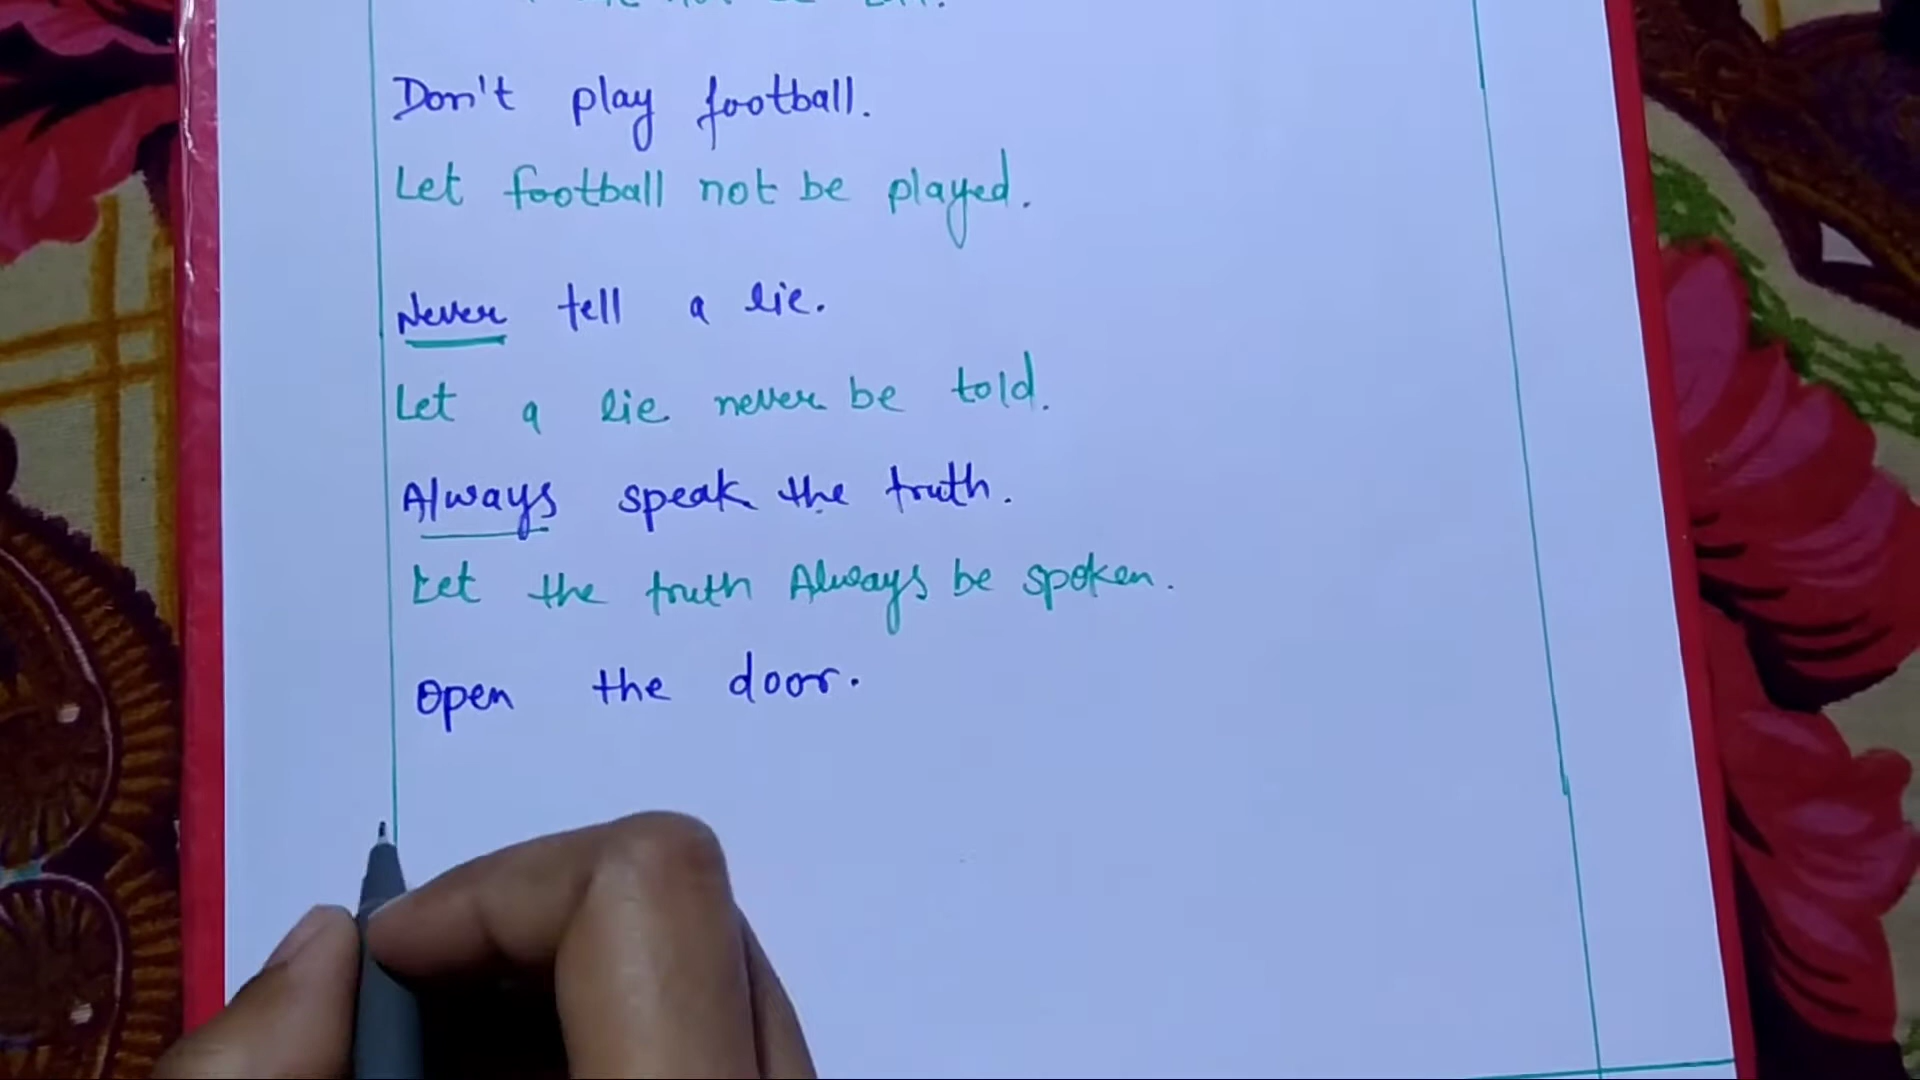 Don't play football.
Let football not be played.
Never tell a lie.
Let a lie never be told.
Always speak the truth.
Let the truth Always be spoken.
Open the door.